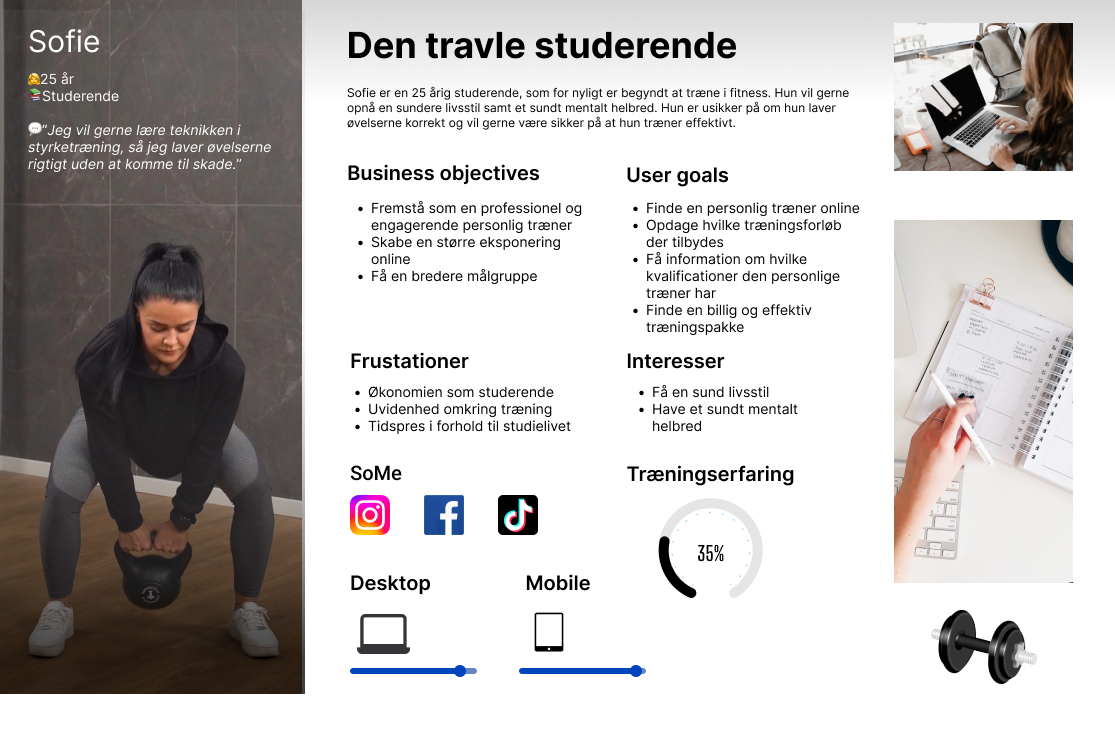 Sofie
25 år
Studerende
“Jeg vil gerne lære teknikken i
styrketræning, så jeg laver øvelserne
rigtigt uden at komme til skade.”
Den travle studerende
Sofie er en 25 årig studerende, som for nyligt er begyndt at træne i fitness. Hun vil gerne
opnå en sundere livsstil samt et sundt mentalt helbred. Hun er usikker på om hun laver
øvelserne korrekt og vil gerne være sikker på at hun træner effektivt.
Business objectives
• Fremstå som en professionel og
engagerende personlig træner
• Skabe en større eksponering
online
• Få en bredere målgruppe
User goals
• Finde en personlig træner online
• Opdage hvilke træningsforløb
der tilbydes
• Få information om hvilke
kvalificationer den personlige
træner har
• Finde en billig og effektiv
træningspakke
Frustationer
• Økonomien som studerende
• Uvidenhed omkring træning
• Tidspres i forhold til studielivet
Interesser
• Få en sund livsstil
• Have et sundt mentalt
helbred
SoMe
Træningserfaring
35%
Desktop
Mobile